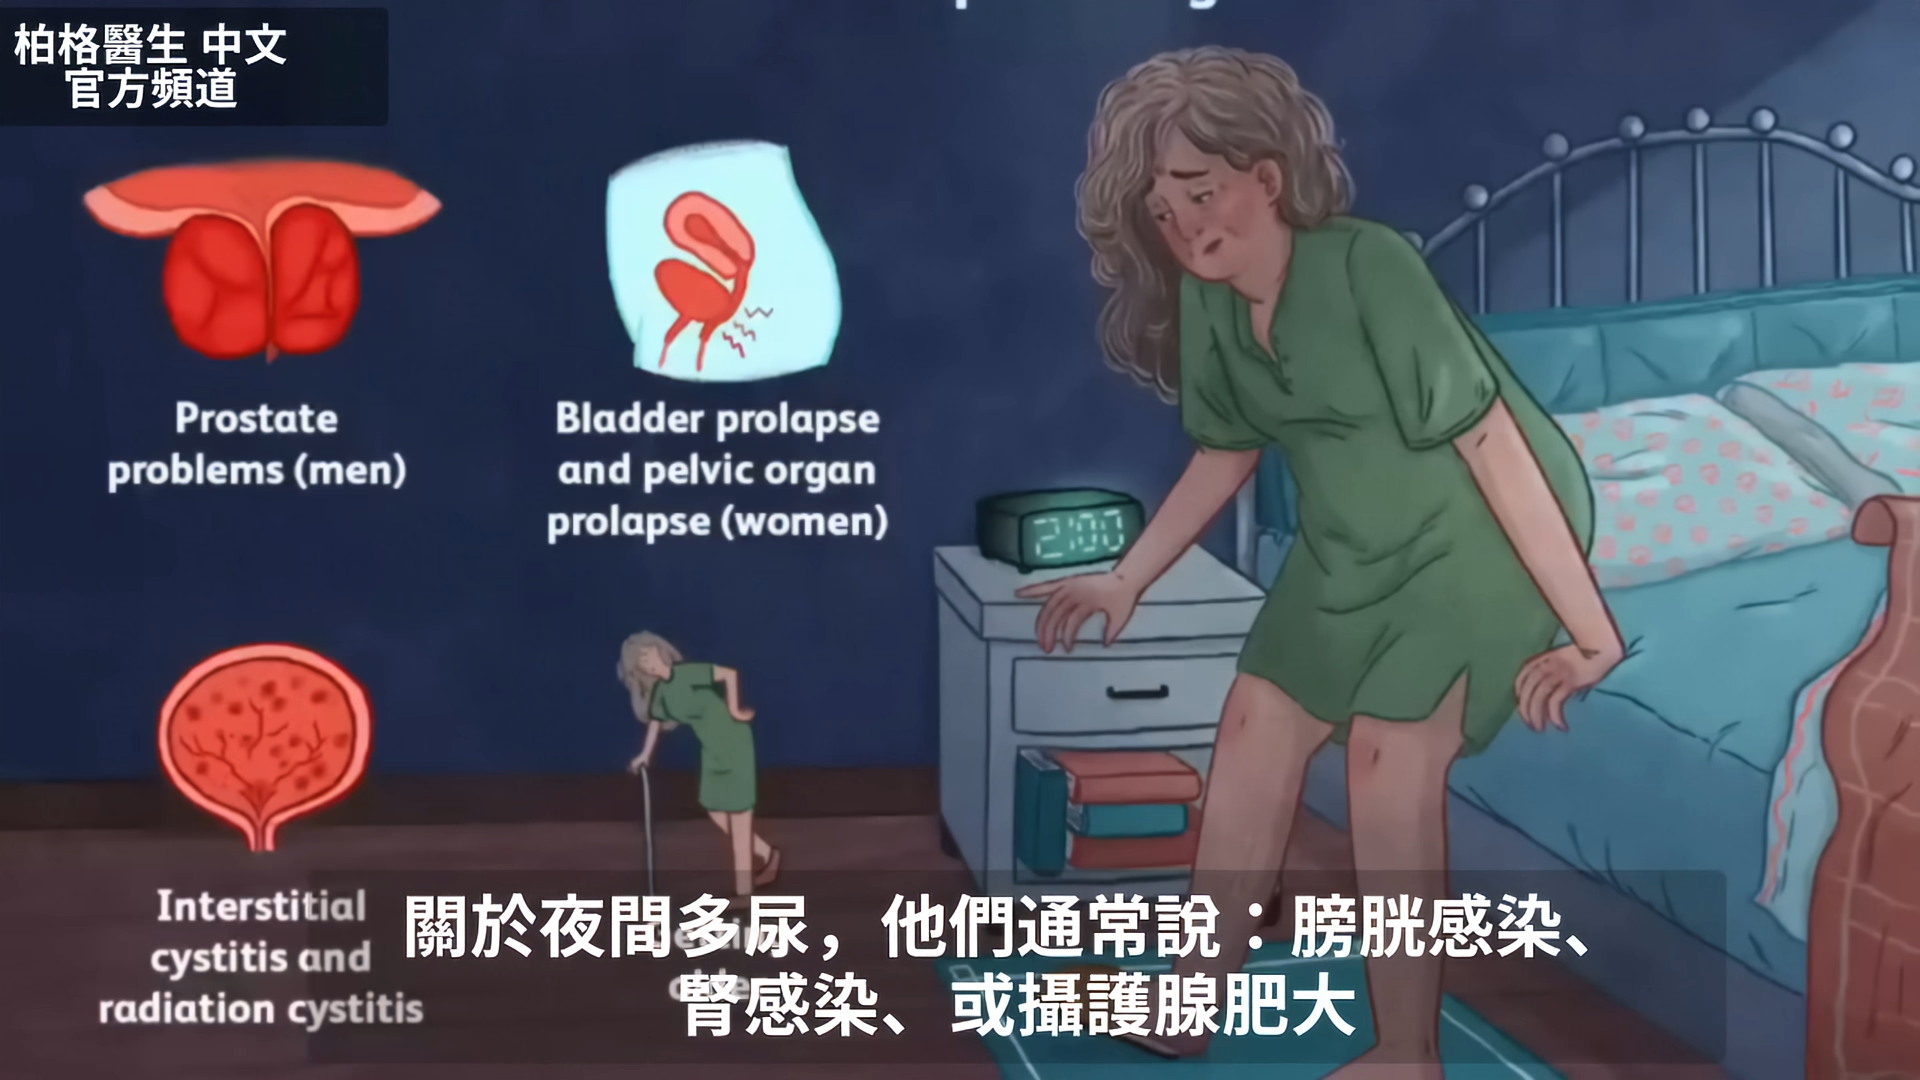 柏格醫生 中文
官方頻道
Prostate
problems (men)
Bladder prolapse
and pelvic organ
prolapse (women)
2:00
Interstitial
cystitis and
radiation cystitis
關於夜間多尿，他們通常說：膀胱感染、
腎感染、或攝護腺肥大